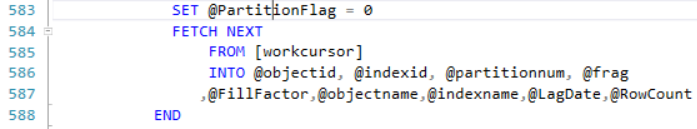 583 SET @PartitionFlag = 0
584 FETCH NEXT
585 FROM [workcursor]
586 INTO @objectid, @indexid, @partitionnum, @frag
587 ,@FillFactor,@objectname,@indexname,@LagDate,@RowCount
588 END